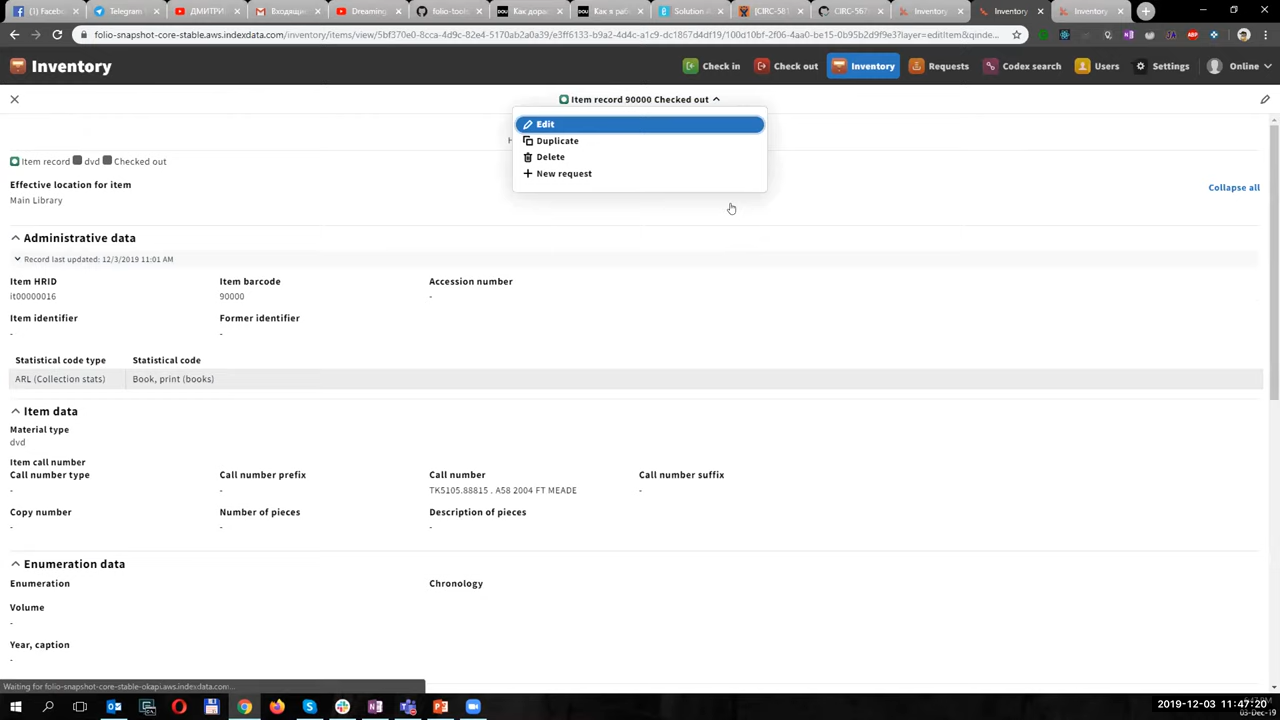 Facebook
Telegram
ДМИТРИ
Входящие
Dreaming
folio-tools
Как дорас
Как я раб
Solution A
[CIRC-581
CIRC-567
Inventory
Inventory
Inventory
folio-snapshot-core-stable.aws.indexdata.com/inventory/items/view/5bf370e0-8cca-4d9c-82e4-5170ab2a0a39/e3ff6133-b9a2-4d4c-a1c9-dc1867d4df19/100d10bf-2f06-4aa0-be15-0b95b2d9f9e3?layer=editItem&qinde...
Inventory
Check in
Check out
Inventory
Requests
Codex search
Users
Settings
Online
Item record 90000 Checked out
Edit
Duplicate
Delete
New request
Item record dvd Checked out
Effective location for item
Main Library
Collapse all
Administrative data
Record last updated: 12/3/2019 11:01 AM
Item HRID
Item barcode
Accession number
it00000016
90000
-
Item identifier
Former identifier
-
-
Statistical code type
Statistical code
ARL (Collection stats)
Book, print (books)
Item data
Material type
dvd
Item call number
Call number type
Call number prefix
Call number
Call number suffix
-
-
TK5105.88815 . A58 2004 FT MEADE
-
Copy number
Number of pieces
Description of pieces
-
-
-
Enumeration data
Enumeration
Chronology
Volume
-
Year, caption
-
Waiting for folio-snapshot-core-stable-okapi.aws.indexdata.com...
2019-12-03 11:47:20
03-Dec-19